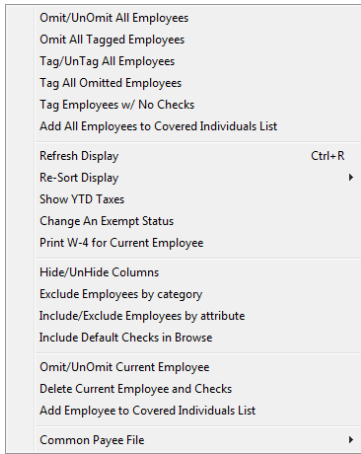 Omit/UnOmit All Employees
Omit All Tagged Employees
Tag/UnTag All Employees
Tag All Omitted Employees
Tag Employees w/ No Checks
Add All Employees to Covered Individuals List
Refresh Display Ctrl+R
Re-Sort Display
Show YTD Taxes
Change An Exempt Status
Print W-4 for Current Employee
Hide/UnHide Columns
Exclude Employees by category
Include/Exclude Employees by attribute
Include Default Checks in Browse
Omit/UnOmit Current Employee
Delete Current Employee and Checks
Add Employee to Covered Individuals List
Common Payee File